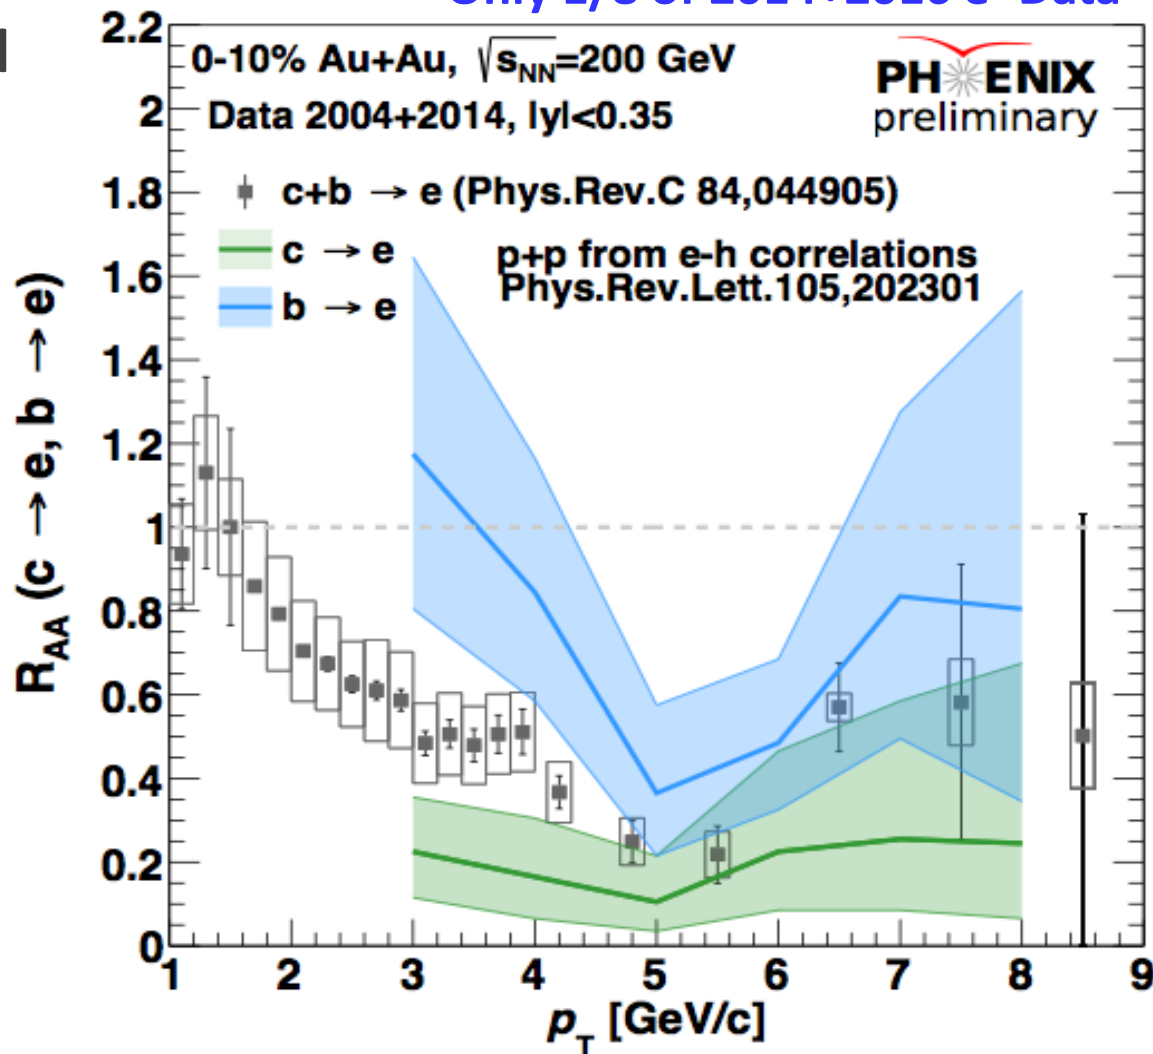 0-10% Au+Au, √sNN=200 GeV
Data 2004+2014, |y|<0.35
PHENIX
preliminary
c+b → e (Phys.Rev.C 84,044905)
c → e
b → e
p+p from e-h correlations
Phys.Rev.Lett.105,202301
RAA (c → e, b → e)
2.2
2
1.8
1.6
1.4
1.2
1
0.8
0.6
0.4
0.2
0
1 2 3 4 5 6 7 8 9
pT [GeV/c]